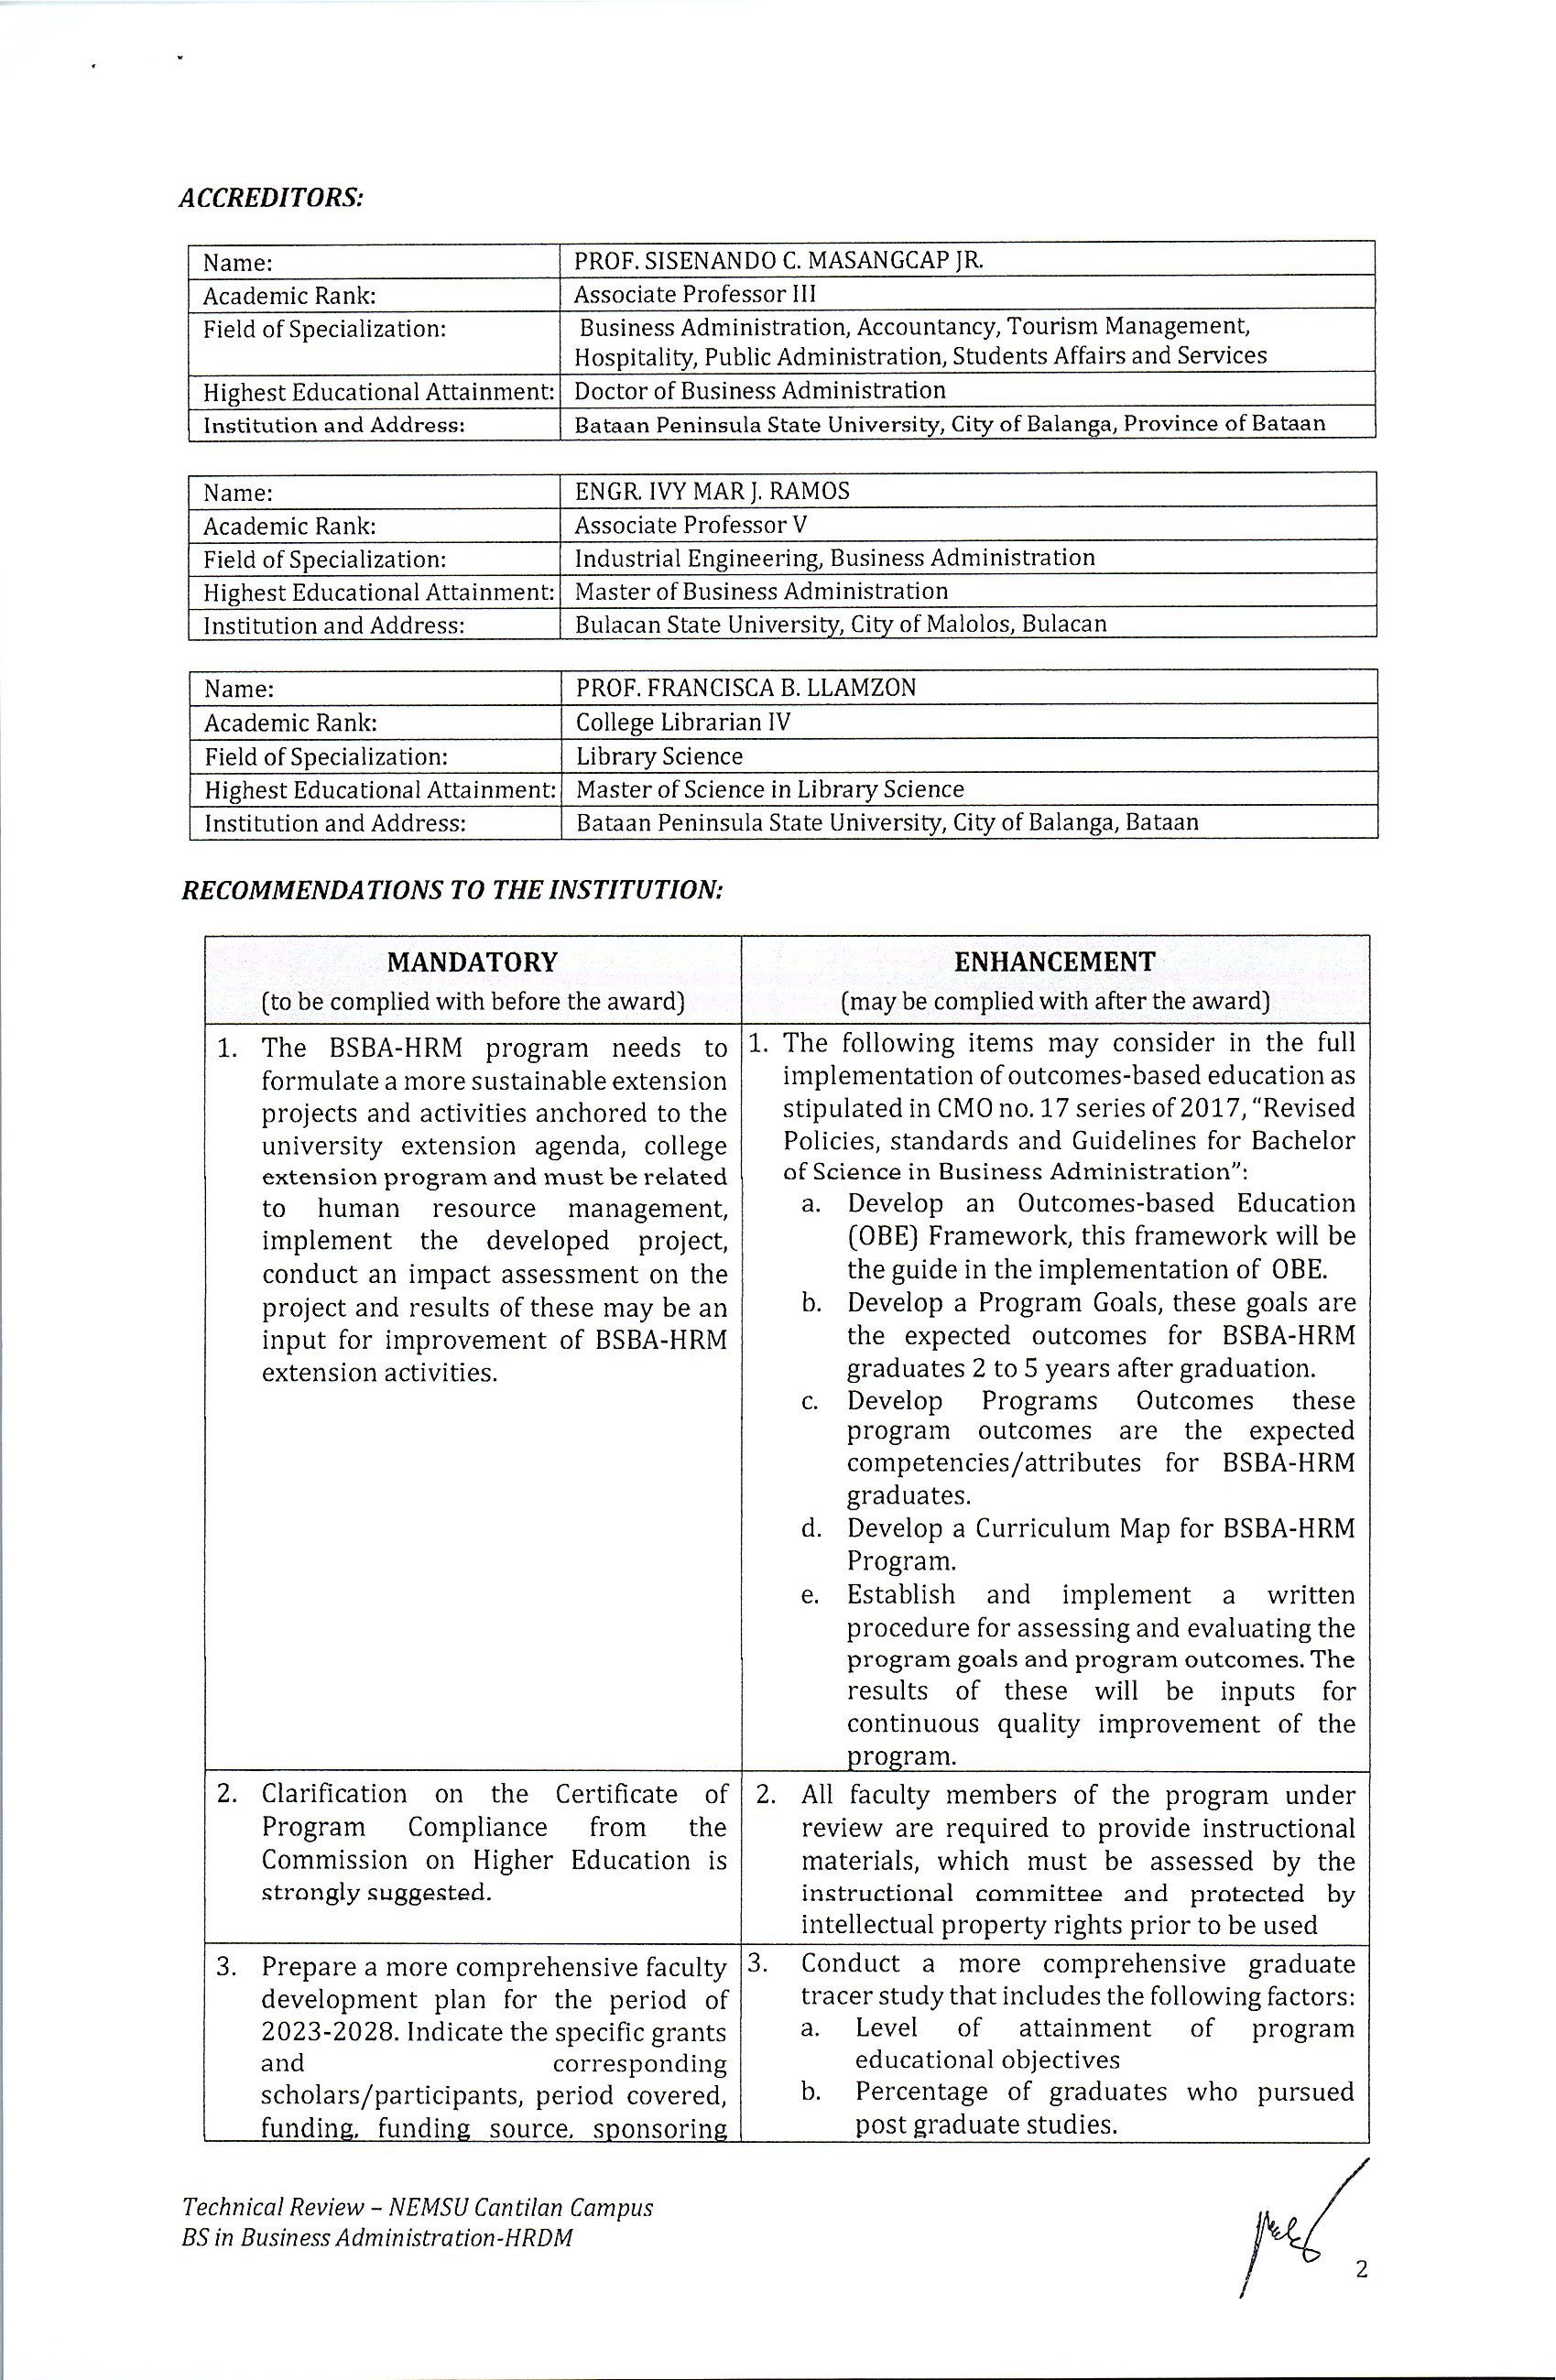 ACCREDITORS:
Name: PROF. SISENANDO C. MASANGCAP JR.
Academic Rank: Associate Professor III
Field of Specialization: Business Administration, Accountancy, Tourism Management,
Hospitality, Public Administration, Students Affairs and Services
Highest Educational Attainment: Doctor of Business Administration
Institution and Address: Bataan Peninsula State University, City of Balanga, Province of Bataan
Name: ENGR. IVY MAR J. RAMOS
Academic Rank: Associate Professor V
Field of Specialization: Industrial Engineering, Business Administration
Highest Educational Attainment: Master of Business Administration
Institution and Address: Bulacan State University, City of Malolos, Bulacan
Name: PROF. FRANCISCA B. LLAMZON
Academic Rank: College Librarian IV
Field of Specialization: Library Science
Highest Educational Attainment: Master of Science in Library Science
Institution and Address: Bataan Peninsula State University, City of Balanga, Bataan
RECOMMENDATIONS TO THE INSTITUTION:
MANDATORY
(to be complied with before the award)
ENHANCEMENT
(may be complied with after the award)
1. The BSBA-HRM program needs to
formulate a more sustainable extension
projects and activities anchored to the
university extension agenda, college
extension program and must be related
to human resource management,
implement the developed project,
conduct an impact assessment on the
project and results of these may be an
input for improvement of BSBA-HRM
extension activities.
1. The following items may consider in the full
implementation of outcomes-based education as
stipulated in CMO no. 17 series of 2017, “Revised
Policies, standards and Guidelines for Bachelor
of Science in Business Administration”:
a. Develop an Outcomes-based Education
(OBE) Framework, this framework will be
the guide in the implementation of OBE.
b. Develop a Program Goals, these goals are
the expected outcomes for BSBA-HRM
graduates 2 to 5 years after graduation.
c. Develop Programs Outcomes these
program outcomes are the expected
competencies/attributes for BSBA-HRM
graduates.
d. Develop a Curriculum Map for BSBA-HRM
Program.
e. Establish and implement a written
procedure for assessing and evaluating the
program goals and program outcomes. The
results of these will be inputs for
continuous quality improvement of the
program.
2. Clarification on the Certificate of
Program Compliance from the
Commission on Higher Education is
strongly suggested.
2. All faculty members of the program under
review are required to provide instructional
materials, which must be assessed by the
instructional committee and protected by
intellectual property rights prior to be used
3. Prepare a more comprehensive faculty
development plan for the period of
2023-2028. Indicate the specific grants
and corresponding
scholars/participants, period covered,
funding, funding source, sponsoring
3. Conduct a more comprehensive graduate
tracer study that includes the following factors:
a. Level of attainment of program
educational objectives
b. Percentage of graduates who pursued
post graduate studies.
Technical Review – NEMSU Cantilan Campus
BS in Business Administration-HRDM
2